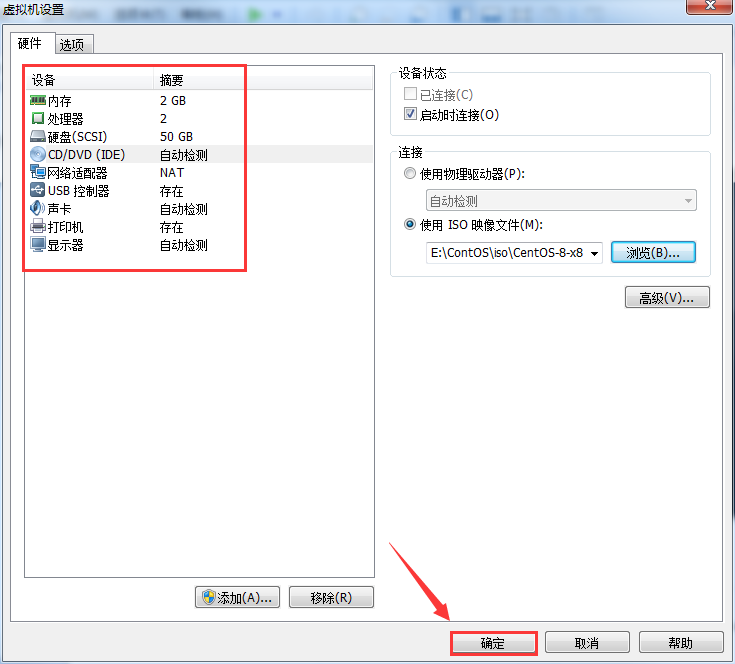 虚拟机设置
硬件 选项
设备 摘要
内存 2 GB
处理器 2
硬盘(SCSI) 50 GB
CD/DVD (IDE) 自动检测
网络适配器 NAT
USB 控制器 存在
声卡 自动检测
打印机 存在
显示器 自动检测
设备状态
已连接(C)
启动时连接(O)
连接
使用物理驱动器(P):
自动检测
使用 ISO 映像文件(M):
E:\ContOS\iso\CentOS-8-x8 浏览(B)...
高级(V)...
添加(A)... 移除(R)
确定 取消 帮助